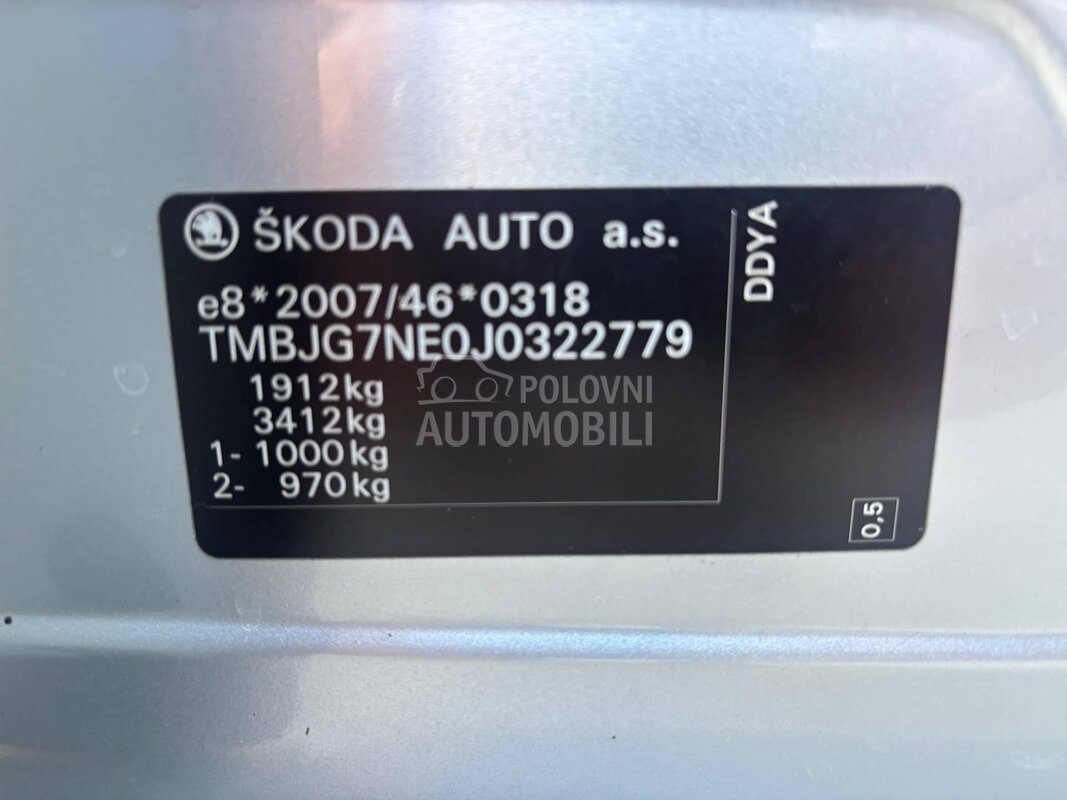 ŠKODA AUTO a.s.
e8*2007/46*0318
TMBJG7NE0J0322779
1912kg
3412kg
1- 1000kg
2- 970kg
DDYA
0,5
POLOVNI
AUTOMOBILI